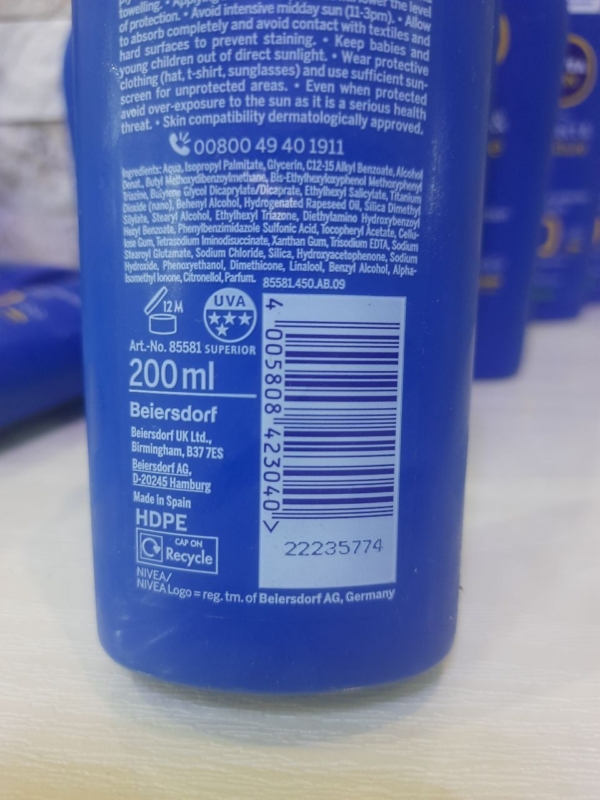 towelling. • Applying lower the level
of protection. • Avoid intensive midday sun (11-3pm). • Allow
to absorb completely and avoid contact with textiles and
hard surfaces to prevent staining. • Keep babies and
young children out of direct sunlight. • Wear protective
clothing (hat, t-shirt, sunglasses) and use sufficient sun-
screen for unprotected areas. • Even when protected
avoid over-exposure to the sun as it is a serious health
threat. • Skin compatibility dermatologically approved.
00800 49 40 1911
Ingredients: Aqua, Isopropyl Palmitate, Glycerin, C12-15 Alkyl Benzoate, Alcohol
Denat., Butyl Methoxydibenzoylmethane, Bis-Ethylhexyloxyphenol Methoxyphenyl
Triazine, Butylene Glycol Dicaprylate/Dicaprate, Ethylhexyl Salicylate, Titanium
Dioxide (nano), Behenyl Alcohol, Hydrogenated Rapeseed Oil, Silica Dimethyl
Silylate, Stearyl Alcohol, Ethylhexyl Triazone, Diethylamino Hydroxybenzoyl
Hexyl Benzoate, Phenylbenzimidazole Sulfonic Acid, Tocopheryl Acetate, Cellu-
lose Gum, Tetrasodium Iminodisuccinate, Xanthan Gum, Trisodium EDTA, Sodium
Stearoyl Glutamate, Sodium Chloride, Silica, Hydroxyacetophenone, Sodium
Hydroxide, Phenoxyethanol, Dimethicone, Linalool, Benzyl Alcohol, Alpha-
Isomethyl Ionone, Citronellol, Parfum. 85581.450.AB.09
12 M
UVA
SUPERIOR
Art.-No. 85581
200 ml
Beiersdorf
Beiersdorf UK Ltd.,
Birmingham, B37 7ES
Beiersdorf AG,
D-20245 Hamburg
Made in Spain
HDPE
CAP ON
Recycle
4 005808 423040 >
22235774
NIVEA/
NIVEA Logo = reg. tm. of Beiersdorf AG, Germany